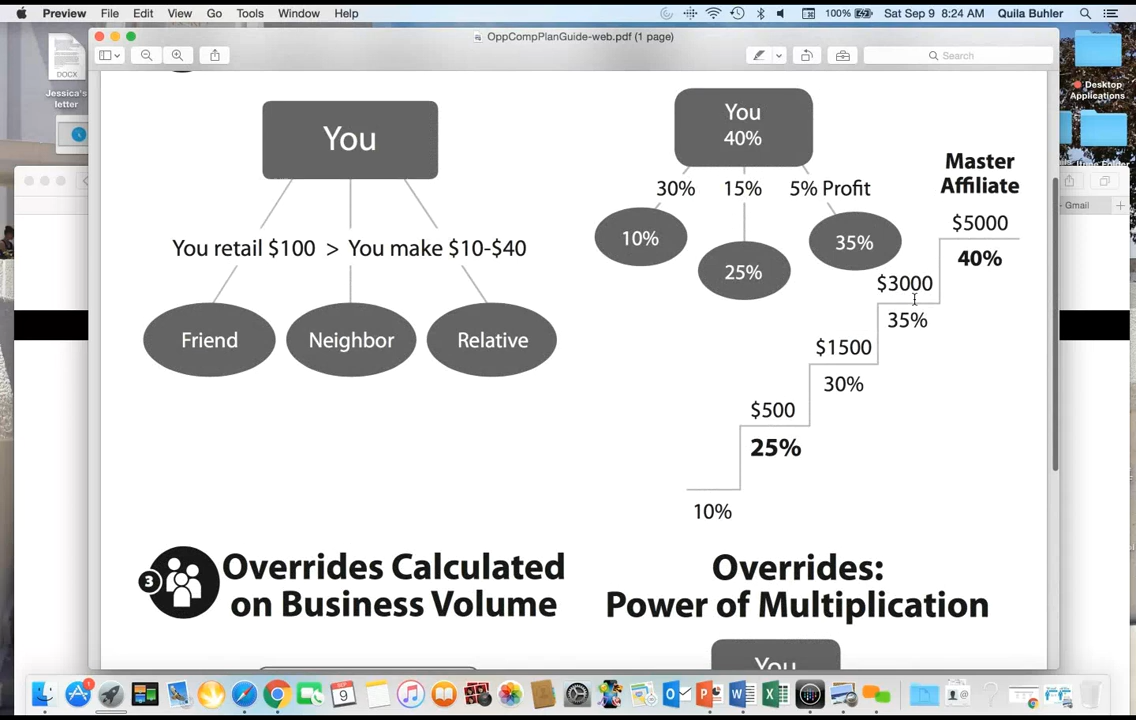 Preview File Edit View Go Tools Window Help
100% Sat Sep 9 8:24 AM Quila Buhler
OppCompPlanGuide-web.pdf (1 page)
Search
DOCX
Jessica's
letter
Desktop
Applications
Gmail
You
You retail $100 > You make $10-$40
Friend Neighbor Relative
You
40%
30% 15% 5% Profit
10%
25%
35%
Master
Affiliate
$5000
40%
$3000
35%
$1500
30%
$500
25%
10%
3
Overrides Calculated
on Business Volume
Overrides:
Power of Multiplication
You
9